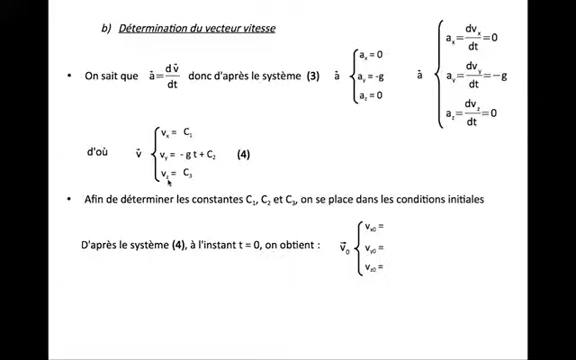 b) Détermination du vecteur vitesse
• On sait que a⃗ = dv⃗/dt donc d'après le système (3) a⃗ { aₓ = 0
a_y = -g
a_z = 0
a⃗ { aₓ = dvₓ/dt = 0
a_y = dv_y/dt = −g
a_z = dv_z/dt = 0
d'où v⃗ { vₓ = C₁
v_y = - g t + C₂ (4)
v_z = C₃
• Afin de déterminer les constantes C₁, C₂ et C₃, on se place dans les conditions initiales
D'après le système (4), à l'instant t = 0, on obtient : v⃗₀ { vₓ₀ =
v_y₀ =
v_z₀ =